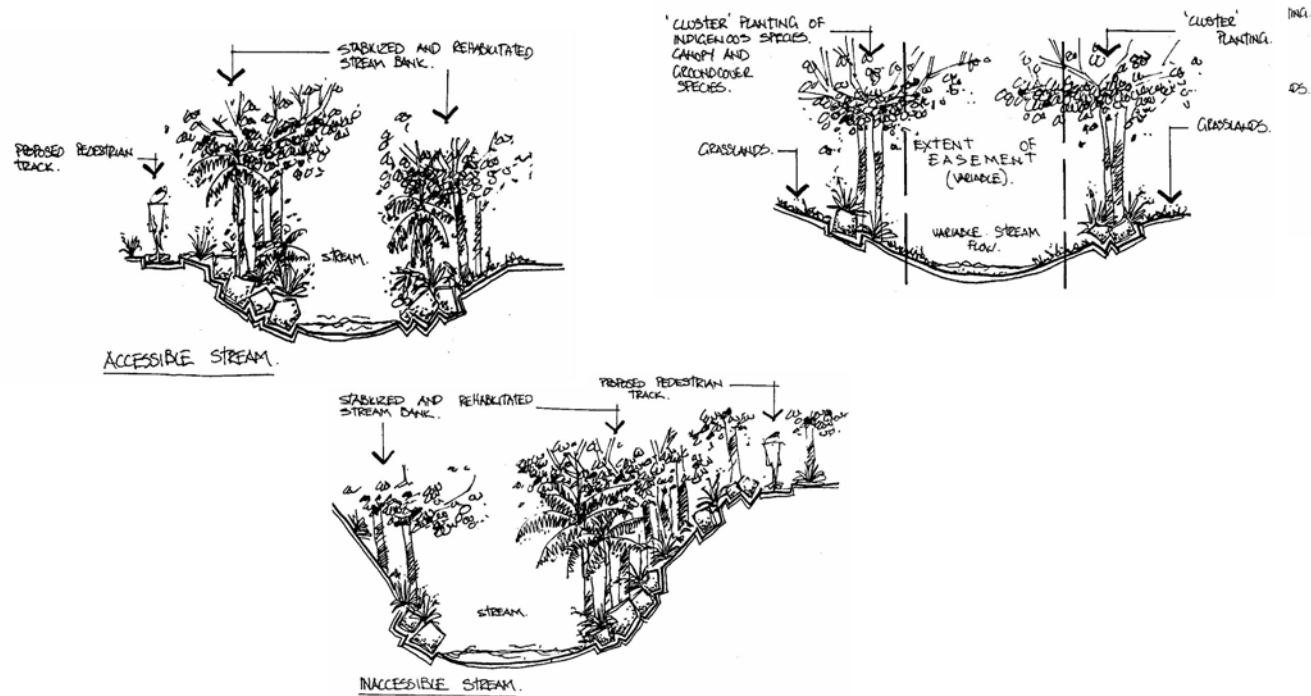 STABILIZED AND REHABILITATED
STREAM BANK.
PROPOSED PEDESTRIAN
TRACK.
STREAM.
ACCESSIBLE STREAM.
'CLUSTER' PLANTING OF
INDIGENOUS SPECIES.
CANOPY AND
GROUNDCOVER
SPECIES.
'CLUSTER'
PLANTING.
GRASSLANDS.
GRASSLANDS.
EXTENT OF
EASEMENT
(VARIABLE).
VARIABLE STREAM
FLOW.
STABILIZED AND REHABILITATED
STREAM BANK.
PROPOSED PEDESTRIAN
TRACK.
STREAM.
INACCESSIBLE STREAM.